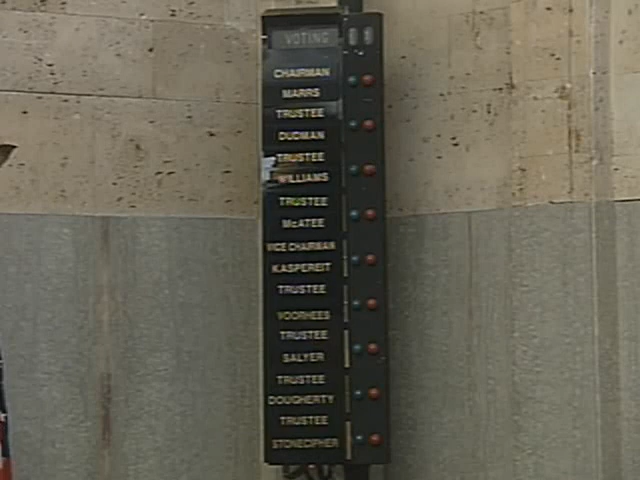 VOTING
CHAIRMAN
MARRS
TRUSTEE
DUCMAN
TRUSTEE
WILLIAMS
TRUSTEE
McATEE
VICE CHAIRMAN
KASPEREIT
TRUSTEE
VOORHEES
TRUSTEE
SALYER
TRUSTEE
DOUGHERTY
TRUSTEE
STONECIPHER